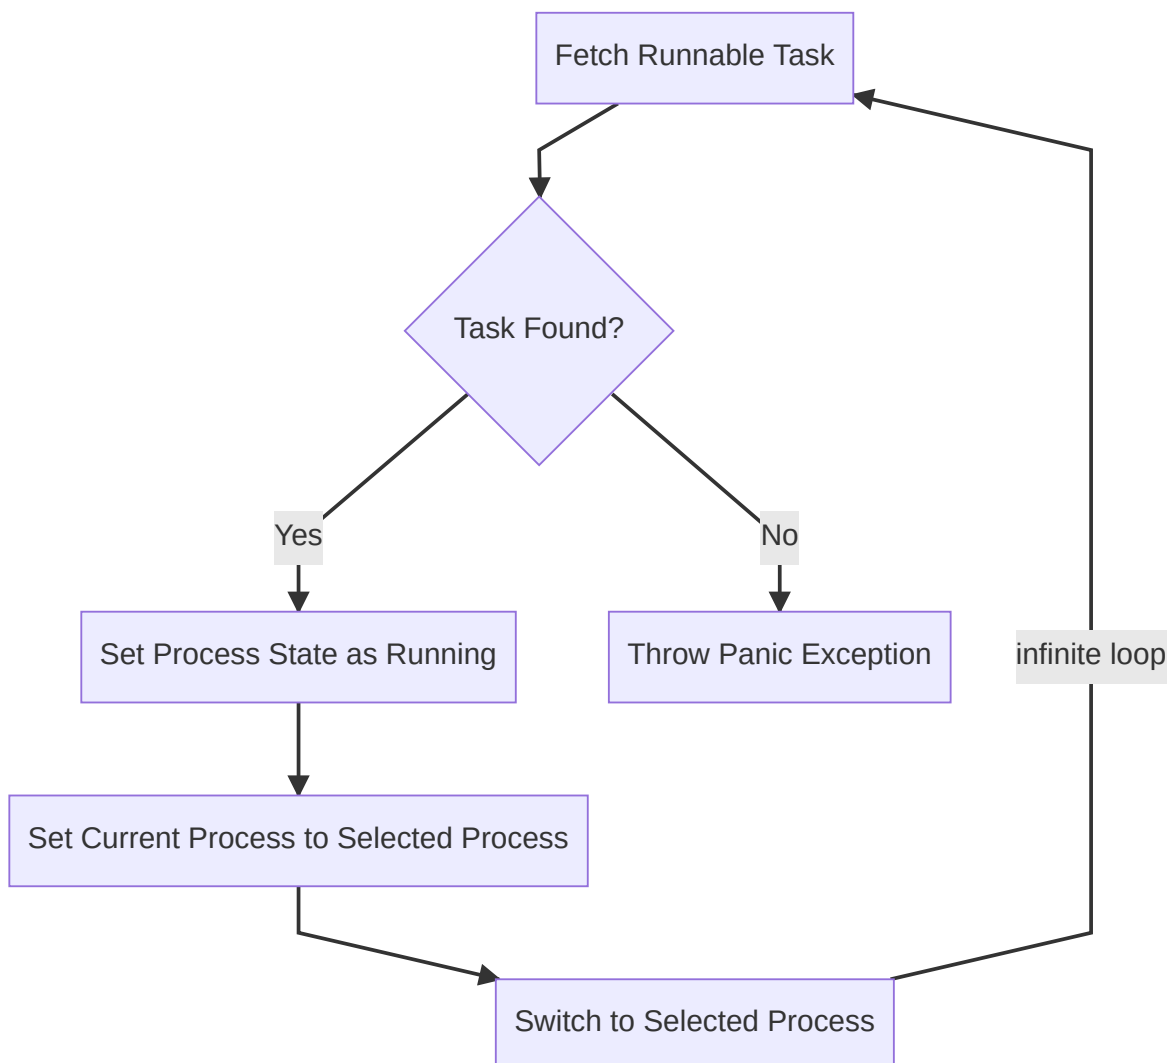 Fetch Runnable Task
Task Found?
Yes
No
Set Process State as Running
Throw Panic Exception
infinite loop
Set Current Process to Selected Process
Switch to Selected Process